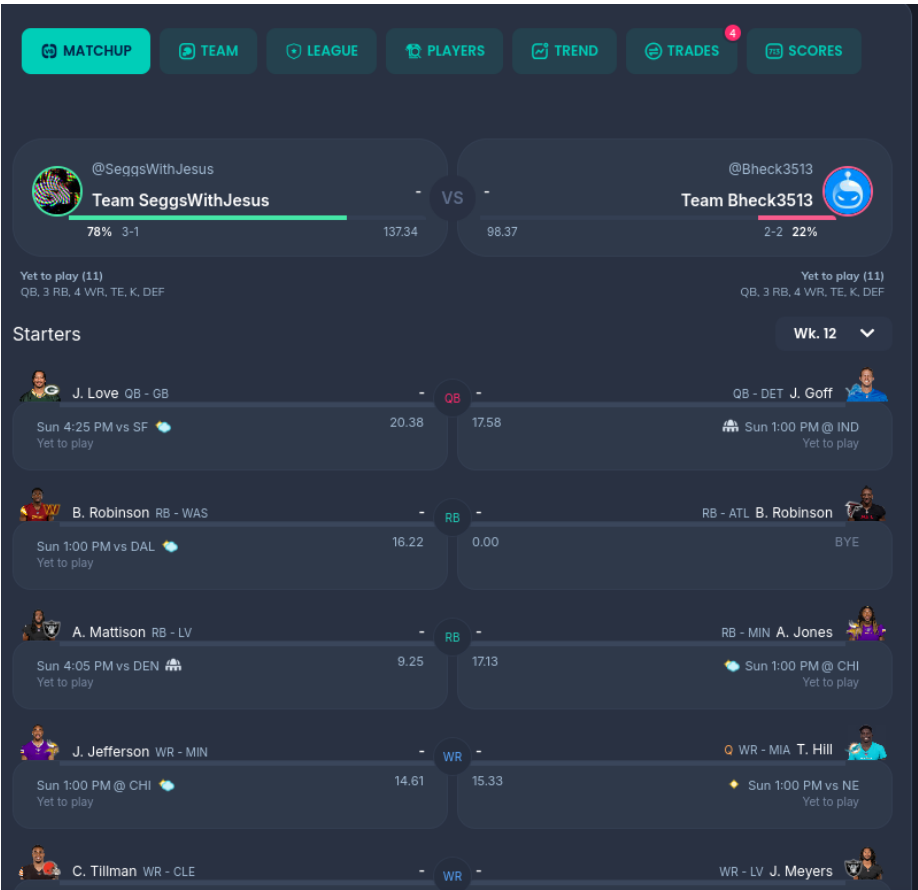 MATCHUP TEAM LEAGUE PLAYERS TREND TRADES 4 SCORES
@SeggsWithJesus @Bheck3513
Team SeggsWithJesus - VS - Team Bheck3513
78% 3-1 137.34 98.37 2-2 22%
Yet to play (11) Yet to play (11)
QB, 3 RB, 4 WR, TE, K, DEF QB, 3 RB, 4 WR, TE, K, DEF
Starters Wk. 12
J. Love QB - GB - QB - QB - DET J. Goff
Sun 4:25 PM vs SF 20.38 17.58 Sun 1:00 PM @ IND
Yet to play Yet to play
B. Robinson RB - WAS - RB - RB - ATL B. Robinson
Sun 1:00 PM vs DAL 16.22 0.00 BYE
Yet to play
A. Mattison RB - LV - RB - RB - MIN A. Jones
Sun 4:05 PM vs DEN 9.25 17.13 Sun 1:00 PM @ CHI
Yet to play Yet to play
J. Jefferson WR - MIN - WR - Q WR - MIA T. Hill
Sun 1:00 PM @ CHI 14.61 15.33 Sun 1:00 PM vs NE
Yet to play Yet to play
C. Tillman WR - CLE - WR - WR - LV J. Meyers